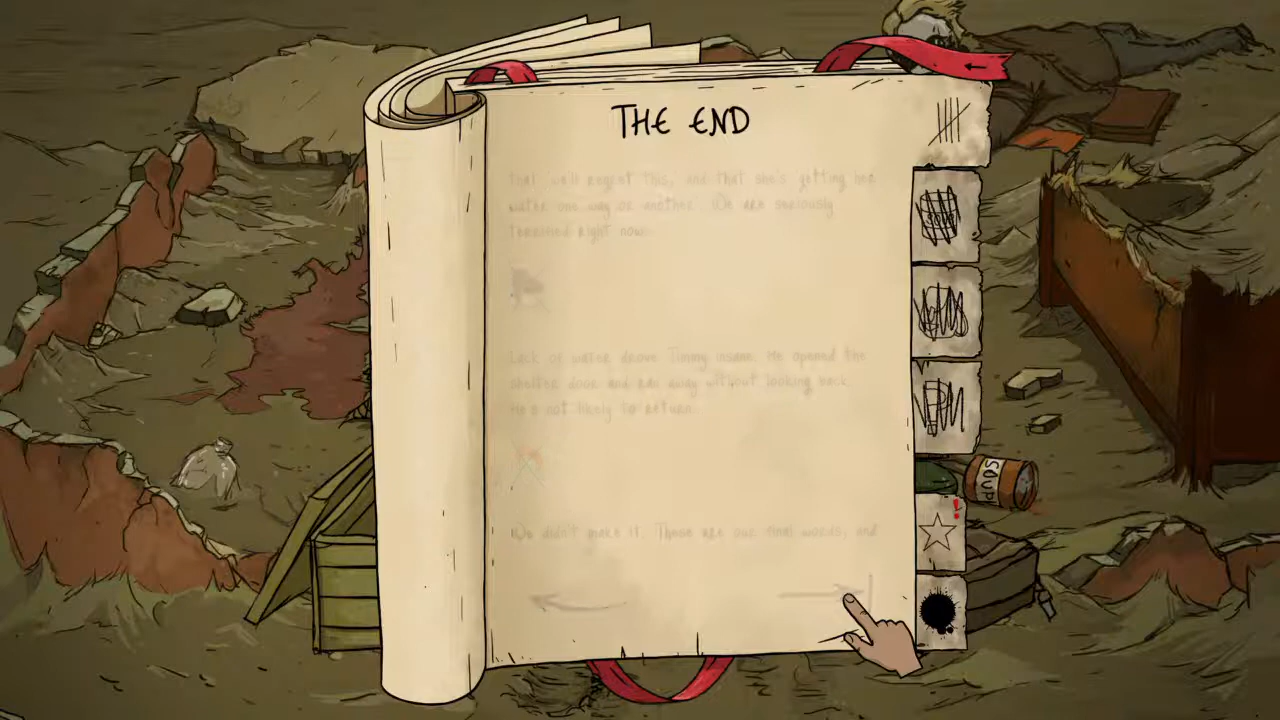 THE END
that we'll regret this, and that she's getting her
water one way or another. We are seriously
terrified right now.
Lack of water drove Timmy insane. He opened the
shelter door and ran away without looking back.
He's not likely to return.
We didn't make it. These are our final words, and
SOUP